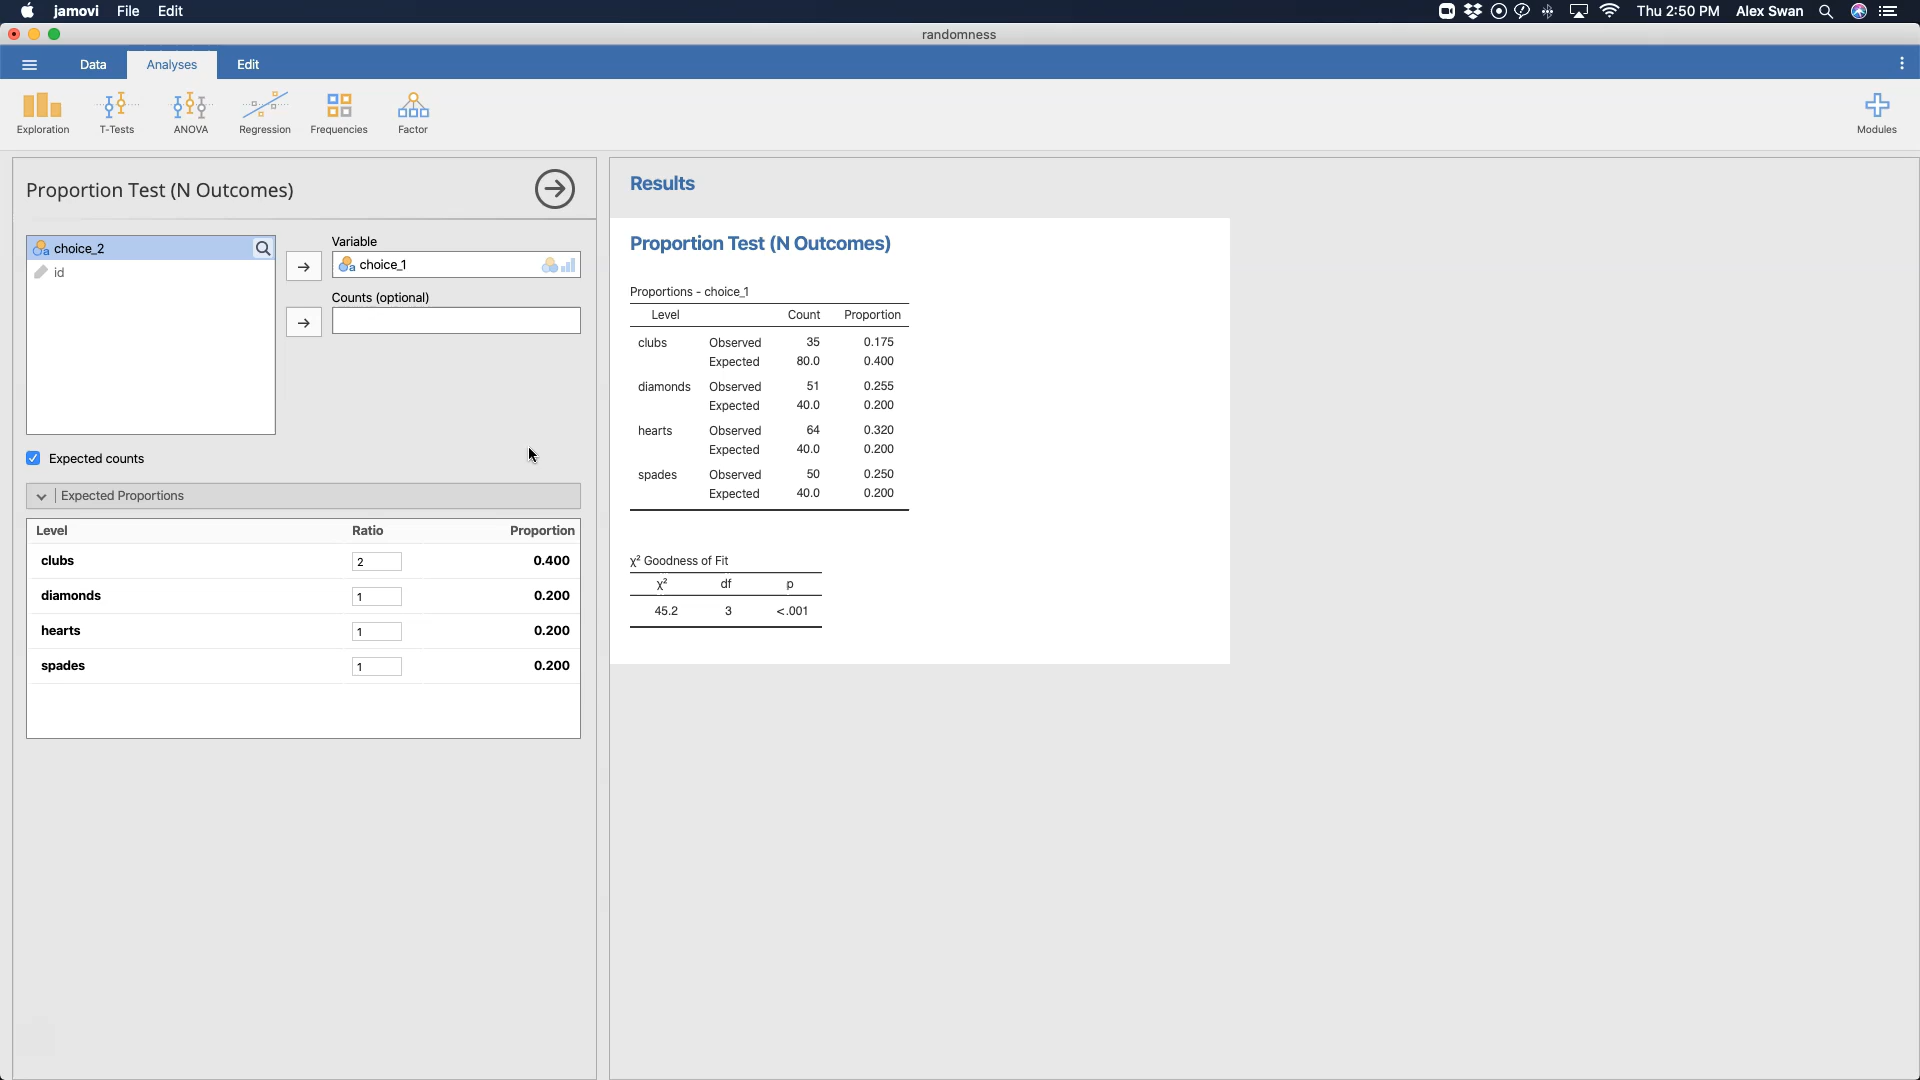 jamovi File Edit Thu 2:50 PM Alex Swan
randomness
Data Analyses Edit
Exploration T-Tests ANOVA Regression Frequencies Factor Modules
Proportion Test (N Outcomes)
choice_2
id
Variable
choice_1
Counts (optional)
Expected counts
Expected Proportions
Level Ratio Proportion
clubs 2 0.400
diamonds 1 0.200
hearts 1 0.200
spades 1 0.200
Results
Proportion Test (N Outcomes)
Proportions - choice_1
Level Count Proportion
clubs Observed 35 0.175
Expected 80.0 0.400
diamonds Observed 51 0.255
Expected 40.0 0.200
hearts Observed 64 0.320
Expected 40.0 0.200
spades Observed 50 0.250
Expected 40.0 0.200
χ² Goodness of Fit
χ² df p
45.2 3 <.001